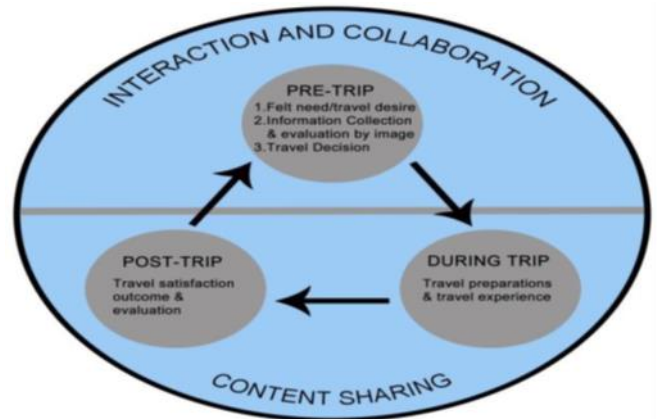 INTERACTION AND COLLABORATION
PRE-TRIP
1.Felt need/travel desire
2.Information Collection
& evaluation by image
3.Travel Decision
POST-TRIP
Travel satisfaction
outcome &
evaluation
DURING TRIP
Travel preparations
& travel experience
CONTENT SHARING